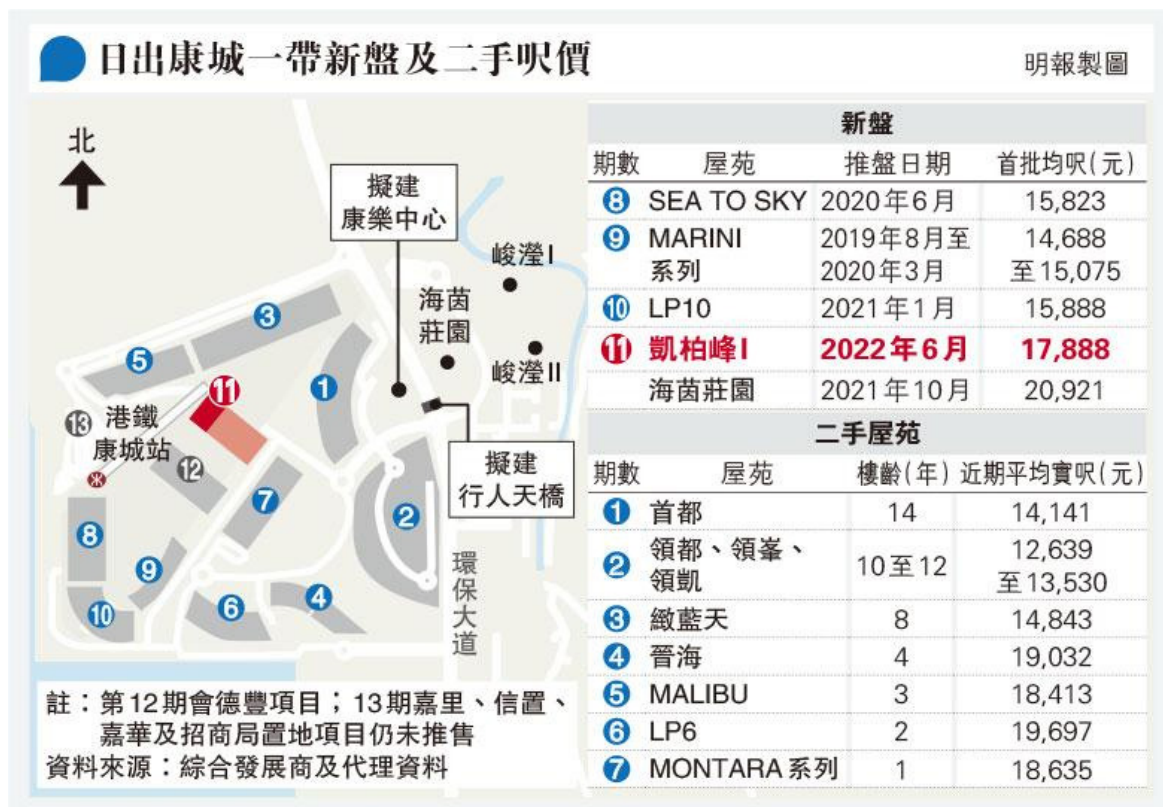 日出康城一帶新盤及二手呎價
明報製圖
北
擬建
康樂中心
峻瀅I
海茵
莊園
峻瀅II
3
5
1
11
13
港鐵
康城站
12
擬建
行人天橋
7
2
8
9
環保大道
10
6
4
註：第12期會德豐項目；13期嘉里、信置、
嘉華及招商局置地項目仍未推售
資料來源：綜合發展商及代理資料
新盤
期數 屋苑 推盤日期 首批均呎(元)
8 SEA TO SKY 2020年6月 15,823
9 MARINI 2019年8月至 14,688
系列 2020年3月 至15,075
10 LP10 2021年1月 15,888
11 凱柏峰I 2022年6月 17,888
海茵莊園 2021年10月 20,921
二手屋苑
期數 屋苑 樓齡(年) 近期平均實呎(元)
1 首都 14 14,141
2 領都、領峯、 10至12 12,639
領凱 至13,530
3 緻藍天 8 14,843
4 晉海 4 19,032
5 MALIBU 3 18,413
6 LP6 2 19,697
7 MONTARA系列 1 18,635